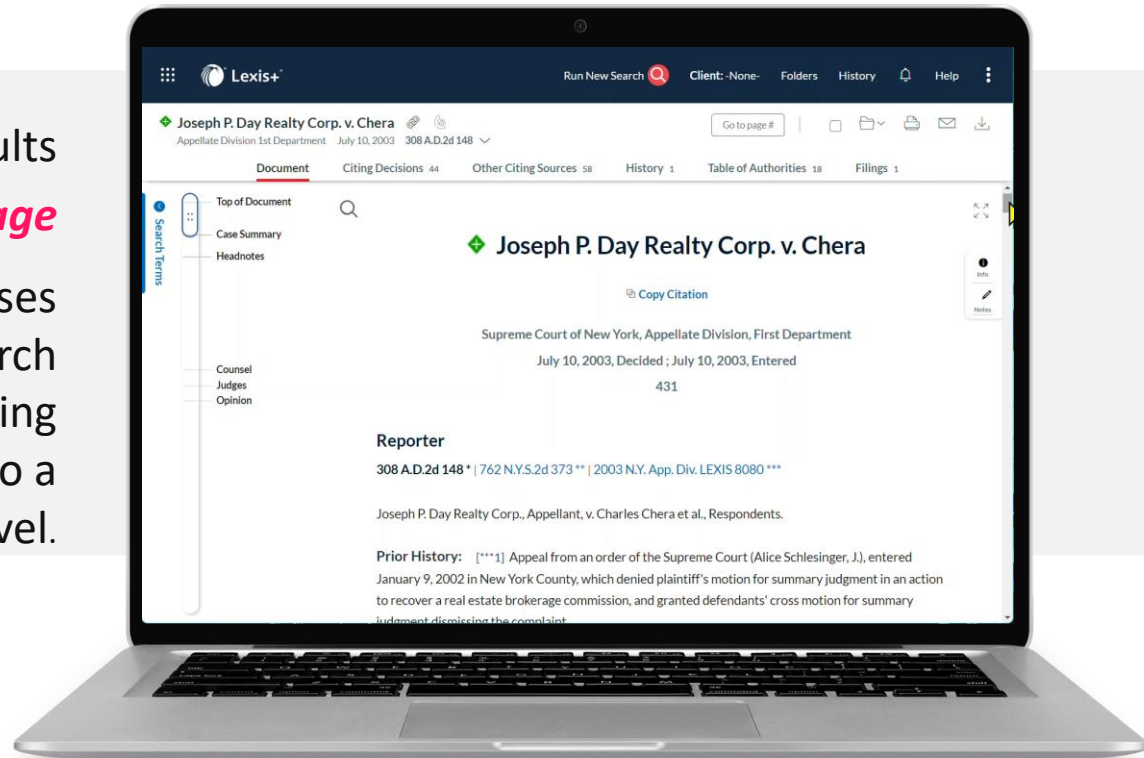 ults
age
ses
rch
ing
o a
vel.
Lexis+
Run New Search
Client: -None-
Folders
History
Help
Joseph P. Day Realty Corp. v. Chera
Appellate Division 1st Department July 10, 2003 308 A.D.2d 148
Go to page #
Document Citing Decisions 44 Other Citing Sources 58 History 1 Table of Authorities 18 Filings 1
Search Terms
Top of Document
Case Summary
Headnotes
Counsel
Judges
Opinion
Joseph P. Day Realty Corp. v. Chera
Info
Notes
Copy Citation
Supreme Court of New York, Appellate Division, First Department
July 10, 2003, Decided ; July 10, 2003, Entered
431
Reporter
308 A.D.2d 148 * | 762 N.Y.S.2d 373 ** | 2003 N.Y. App. Div. LEXIS 8080 ***
Joseph P. Day Realty Corp., Appellant, v. Charles Chera et al., Respondents.
Prior History: [***1] Appeal from an order of the Supreme Court (Alice Schlesinger, J.), entered
January 9, 2002 in New York County, which denied plaintiff's motion for summary judgment in an action
to recover a real estate brokerage commission, and granted defendants' cross motion for summary
judgment dismissing the complaint.